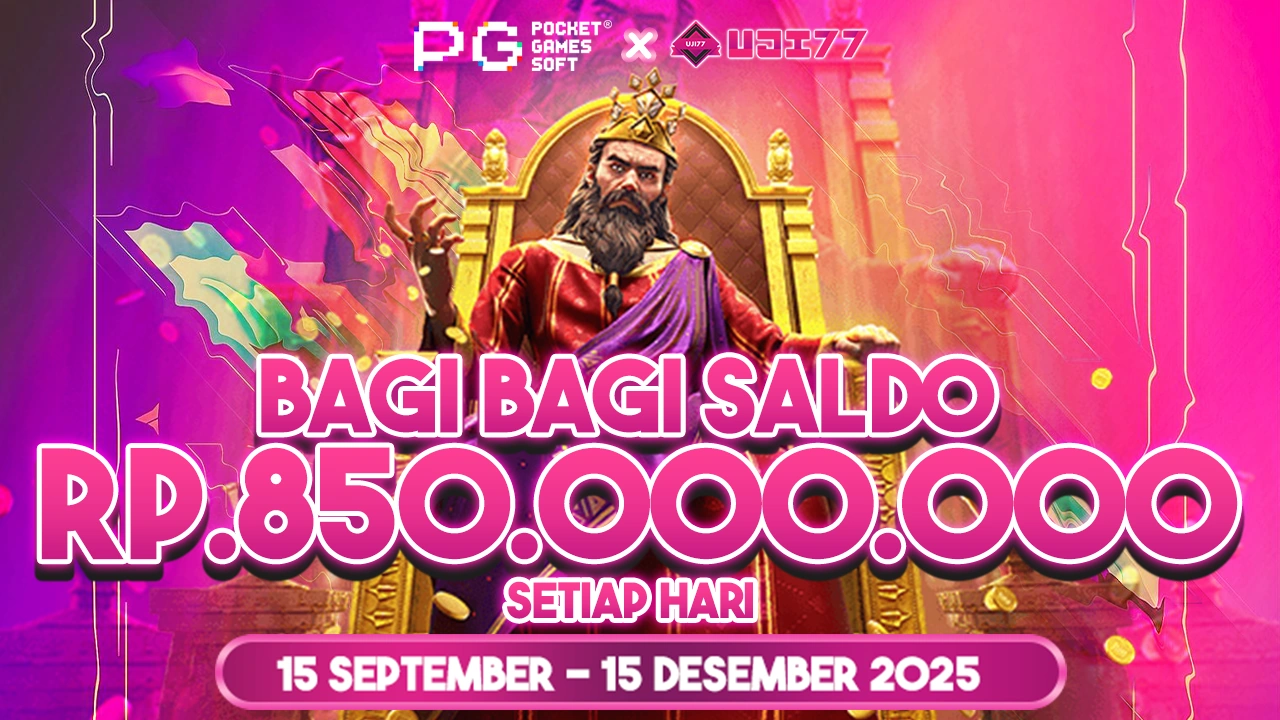 PG POCKET® GAMES SOFT X UJI77 UJI77
BAGI BAGI SALDO
RP.850.000.000
SETIAP HARI
15 SEPTEMBER - 15 DESEMBER 2025